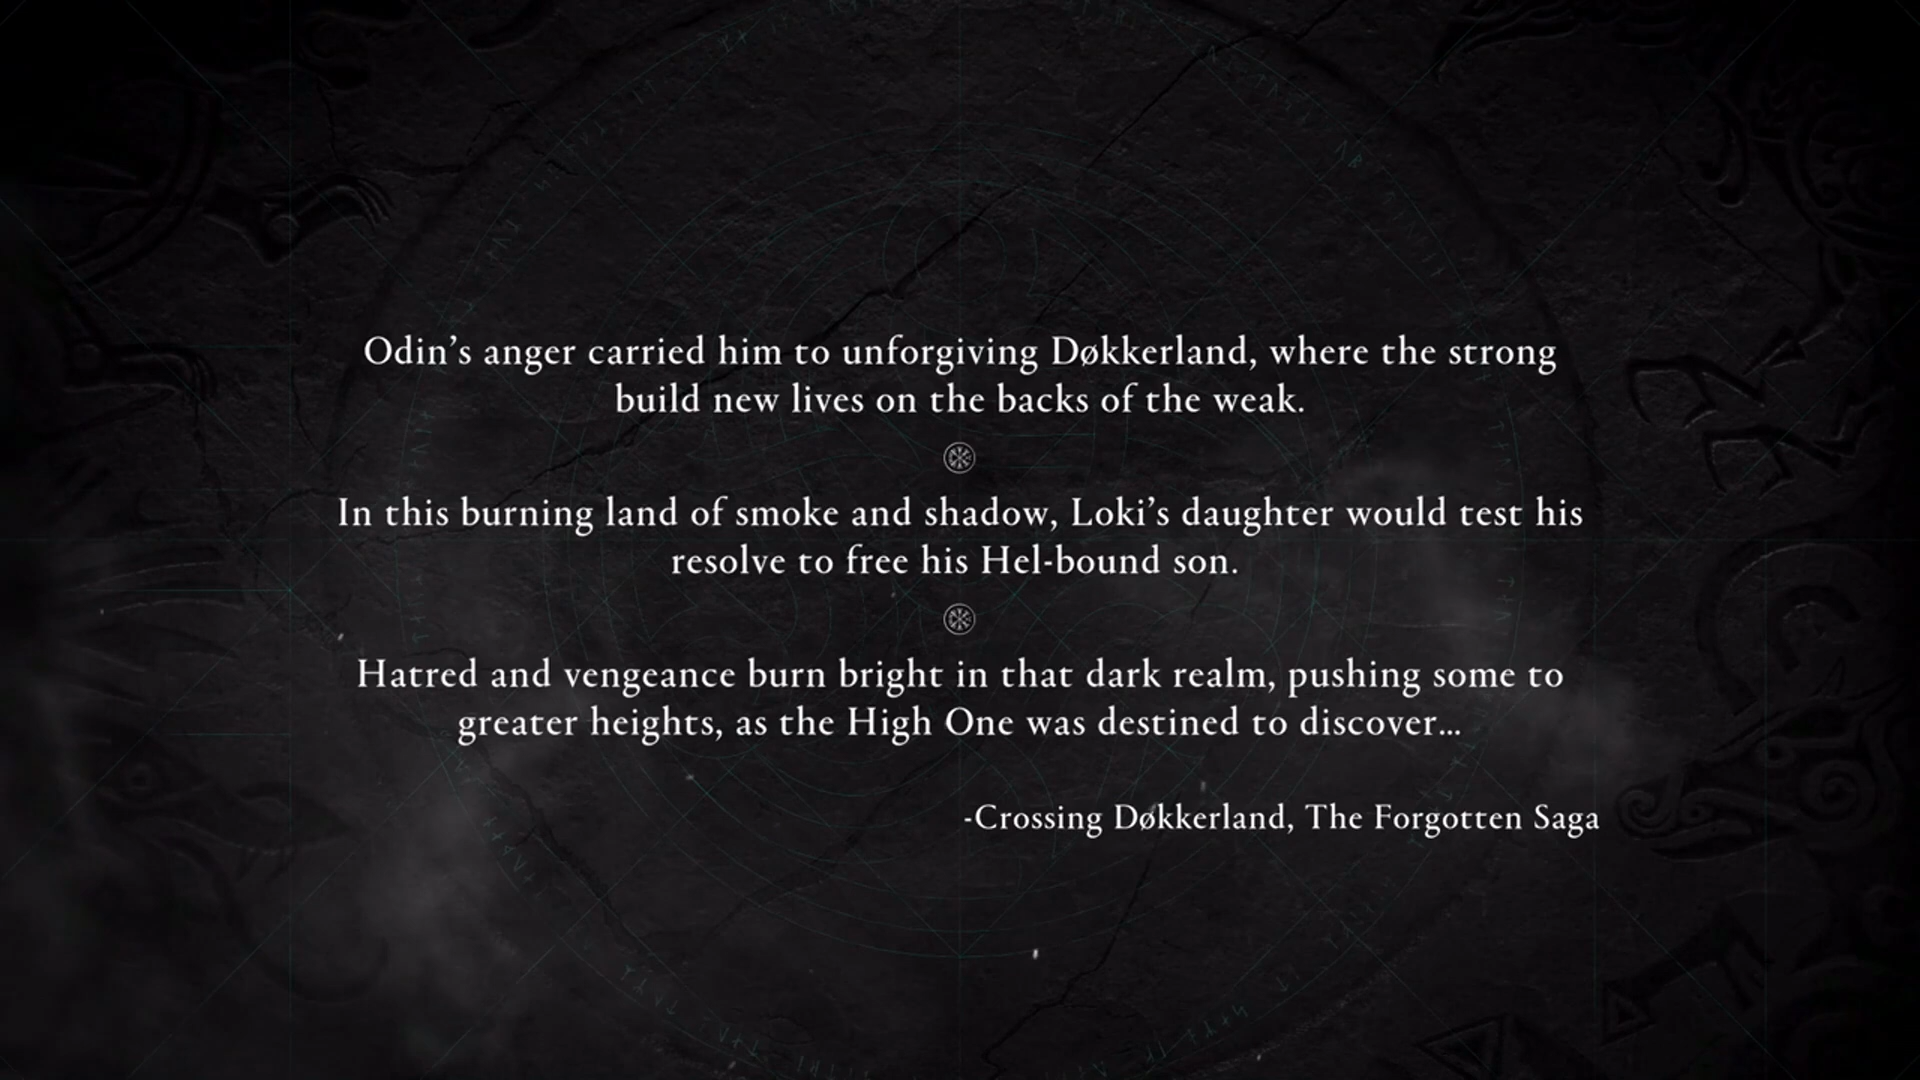 Odin’s anger carried him to unforgiving Døkkerland, where the strong
build new lives on the backs of the weak.
In this burning land of smoke and shadow, Loki’s daughter would test his
resolve to free his Hel-bound son.
Hatred and vengeance burn bright in that dark realm, pushing some to
greater heights, as the High One was destined to discover...
-Crossing Døkkerland, The Forgotten Saga